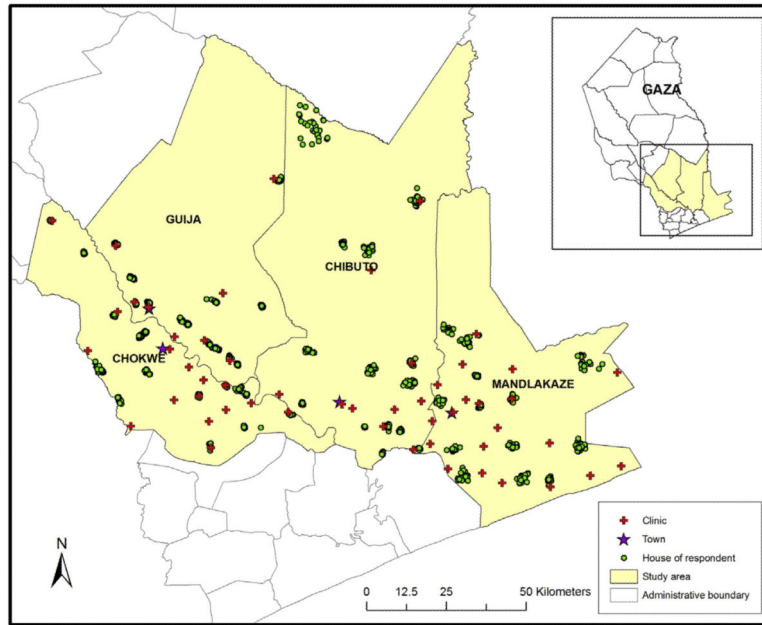 GAZA
GUIJA
CHIBUTO
CHOKWE
MANDLAKAZE
N
0 12.5 25 50 Kilometers
Clinic
Town
House of respondent
Study area
Administrative boundary